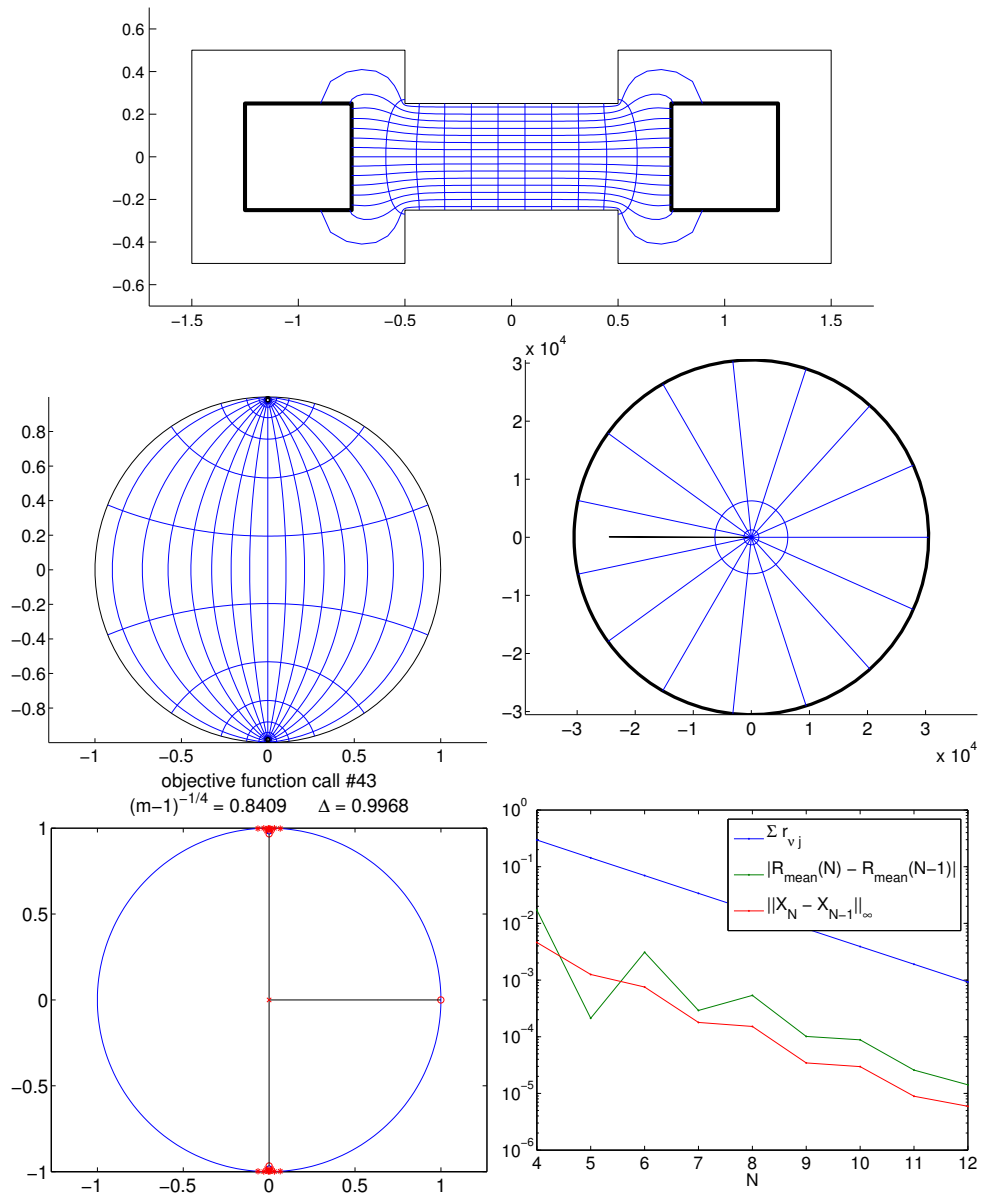 0.6
0.4
0.2
0
−0.2
−0.4
−0.6
−1.5 −1 −0.5 0 0.5 1 1.5
0.8
0.6
0.4
0.2
0
−0.2
−0.4
−0.6
−0.8
−1 −0.5 0 0.5 1
x 10^4
3
2
1
0
−1
−2
−3
−3 −2 −1 0 1 2 3
x 10^4
objective function call #43
(m−1)^{−1/4} = 0.8409 Δ = 0.9968
1
0.5
0
−0.5
−1
−1 −0.5 0 0.5 1
10^0
10^{−1}
10^{−2}
10^{−3}
10^{−4}
10^{−5}
10^{−6}
Σ r_{ν j}
|R_{mean}(N) − R_{mean}(N−1)|
||X_N − X_{N−1}||_∞
4 5 6 7 8 9 10 11 12
N